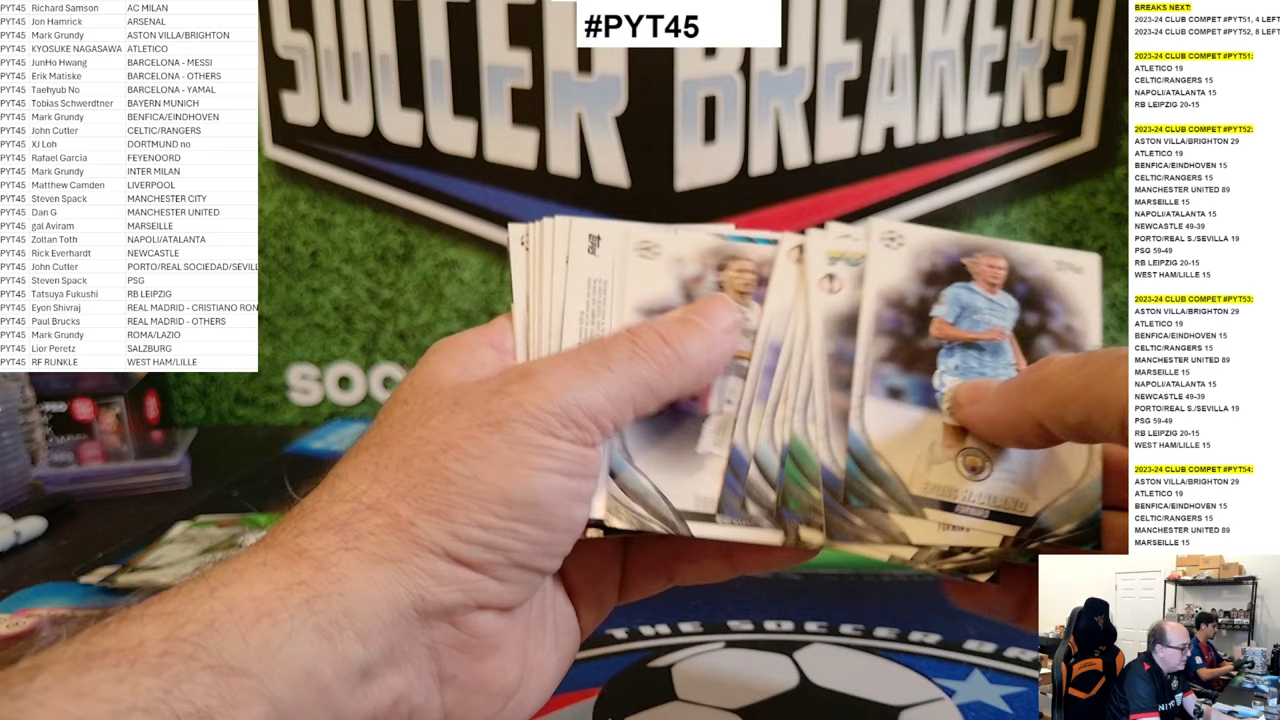 PYT45 Richard Samson AC MILAN
PYT45 Jon Hamrick ARSENAL
PYT45 Mark Grundy ASTON VILLA/BRIGHTON
PYT45 KYOSUKE NAGASAWA ATLETICO
PYT45 JunHo Hwang BARCELONA - MESSI
PYT45 Erik Matiske BARCELONA - OTHERS
PYT45 Taehyub No BARCELONA - YAMAL
PYT45 Tobias Schwerdtner BAYERN MUNICH
PYT45 Mark Grundy BENFICA/EINDHOVEN
PYT45 John Cutler CELTIC/RANGERS
PYT45 XJ Loh DORTMUND no
PYT45 Rafael Garcia FEYENOORD
PYT45 Mark Grundy INTER MILAN
PYT45 Matthew Camden LIVERPOOL
PYT45 Steven Spack MANCHESTER CITY
PYT45 Dan G MANCHESTER UNITED
PYT45 gal Aviram MARSEILLE
PYT45 Zoltan Toth NAPOLI/ATALANTA
PYT45 Rick Everhardt NEWCASTLE
PYT45 John Cutler PORTO/REAL SOCIEDAD/SEVILL
PYT45 Steven Spack PSG
PYT45 Tatsuya Fukushi RB LEIPZIG
PYT45 Eyon Shivraj REAL MADRID - CRISTIANO RON
PYT45 Paul Brucks REAL MADRID - OTHERS
PYT45 Mark Grundy ROMA/LAZIO
PYT45 Lior Peretz SALZBURG
PYT45 RF RUNKLE WEST HAM/LILLE
#PYT45
SOCCER BREAKERS
SOC
topps
ERLING HAALAND
FORWARD
THE SOCCER
BREAKS NEXT:
2023-24 CLUB COMPET #PYT51, 4 LEFT
2023-24 CLUB COMPET #PYT52, 8 LEFT
2023-24 CLUB COMPET #PYT51:
ATLETICO 19
CELTIC/RANGERS 15
NAPOLI/ATALANTA 15
RB LEIPZIG 20-15
2023-24 CLUB COMPET #PYT52:
ASTON VILLA/BRIGHTON 29
ATLETICO 19
BENFICA/EINDHOVEN 15
CELTIC/RANGERS 15
MANCHESTER UNITED 89
MARSEILLE 15
NAPOLI/ATALANTA 15
NEWCASTLE 49-39
PORTO/REAL S./SEVILLA 19
PSG 59-49
RB LEIPZIG 20-15
WEST HAM/LILLE 15
2023-24 CLUB COMPET #PYT53:
ASTON VILLA/BRIGHTON 29
ATLETICO 19
BENFICA/EINDHOVEN 15
CELTIC/RANGERS 15
MANCHESTER UNITED 89
MARSEILLE 15
NAPOLI/ATALANTA 15
NEWCASTLE 49-39
PORTO/REAL S./SEVILLA 19
PSG 59-49
RB LEIPZIG 20-15
WEST HAM/LILLE 15
2023-24 CLUB COMPET #PYT54:
ASTON VILLA/BRIGHTON 29
ATLETICO 19
BENFICA/EINDHOVEN 15
CELTIC/RANGERS 15
MANCHESTER UNITED 89
MARSEILLE 15